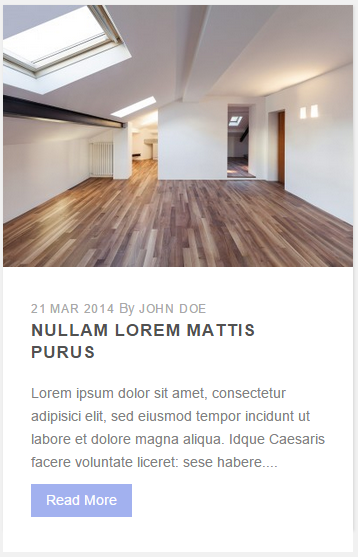 21 MAR 2014 By JOHN DOE
NULLAM LOREM MATTIS
PURUS
Lorem ipsum dolor sit amet, consectetur
adipisici elit, sed eiusmod tempor incidunt ut
labore et dolore magna aliqua. Idque Caesaris
facere voluntate liceret: sese habere....
Read More